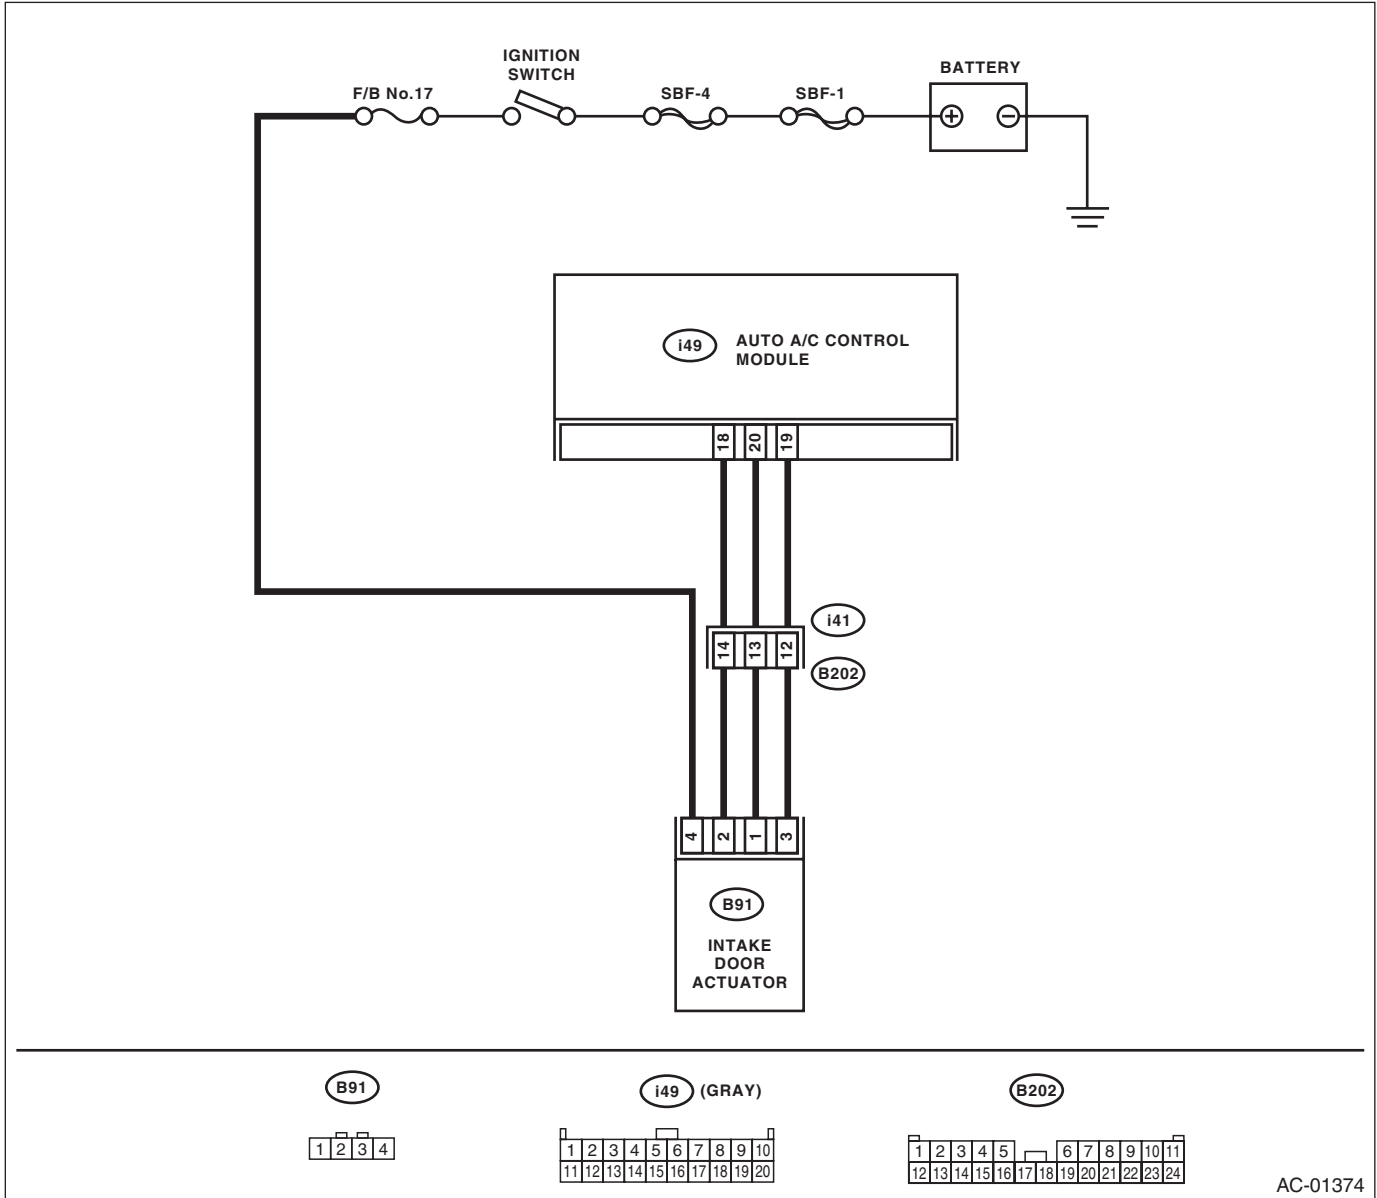 IGNITION
SWITCH
BATTERY
F/B No.17
SBF-4
SBF-1
+
−
i49
AUTO A/C CONTROL
MODULE
18 20 19
i41
14 13 12
B202
4 2 1 3
B91
INTAKE
DOOR
ACTUATOR
B91
1 2 3 4
i49 (GRAY)
1 2 3 4 5 6 7 8 9 10
11 12 13 14 15 16 17 18 19 20
B202
1 2 3 4 5 6 7 8 9 10 11
12 13 14 15 16 17 18 19 20 21 22 23 24
AC-01374